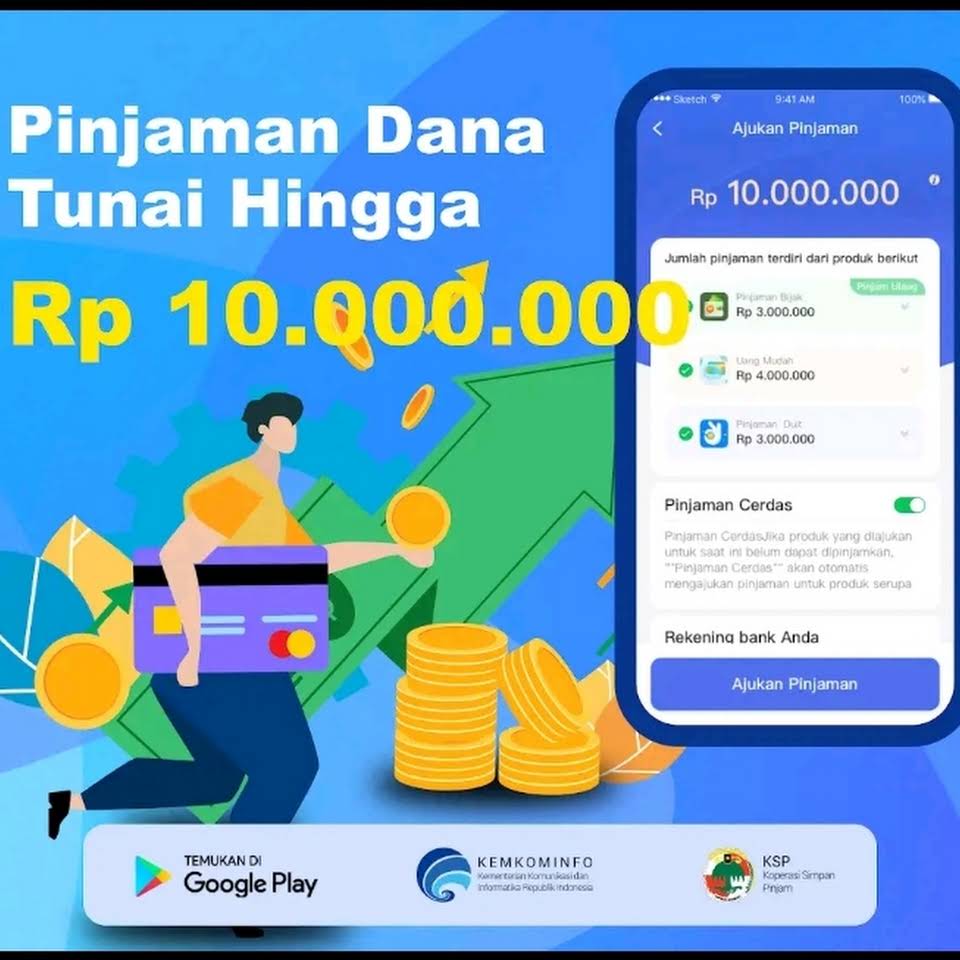 Pinjaman Dana
Tunai Hingga
Rp 10.000.000
Sketch
9:41 AM
100%
Ajukan Pinjaman
Rp 10.000.000
Jumlah pinjaman terdiri dari produk berikut
Pinjam Ulang
Pinjaman Bijak
Rp 3.000.000
Uang Mudah
Rp 4.000.000
Pinjaman Duit
Rp 3.000.000
Pinjaman Cerdas
Pinjaman CerdasJika produk yang diajukan
untuk saat ini belum dapat dipinjamkan,
""Pinjaman Cerdas"" akan otomatis
mengajukan pinjaman untuk produk serupa
Rekening bank Anda
Ajukan Pinjaman
TEMUKAN DI
Google Play
KEMKOMINFO
Kementerian Komunikasi dan
Informatika Republik Indonesia
KSP
Koperasi Simpan
Pinjam